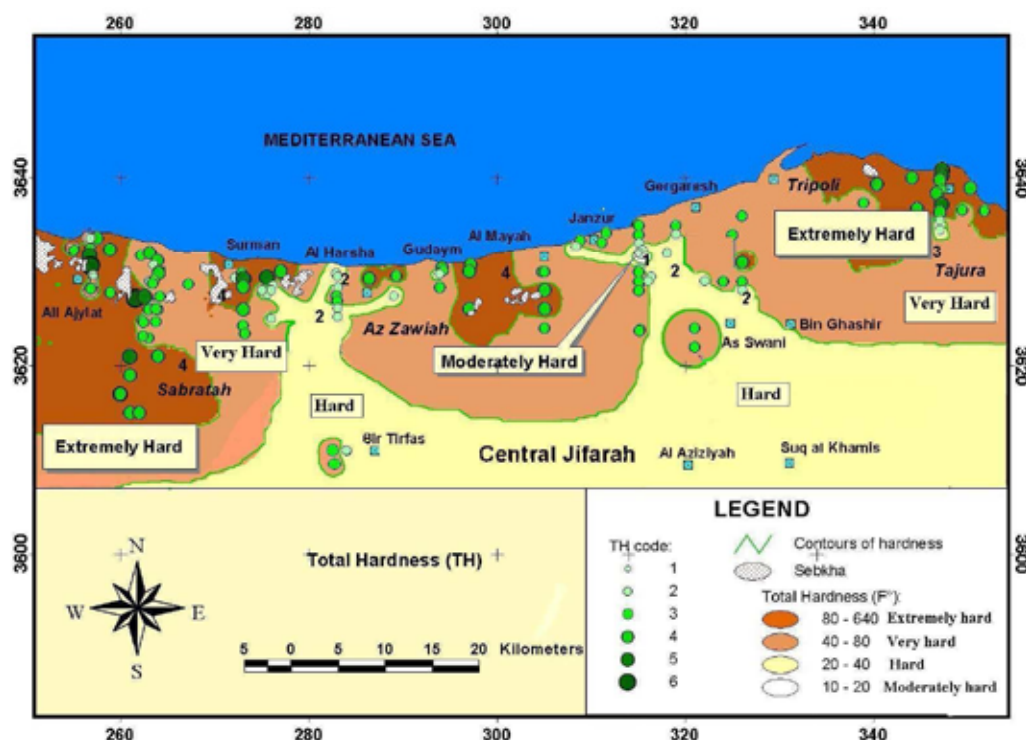 260 280 300 320 340
MEDITERRANEAN SEA
3640 3640
Gergaresh Tripoli
Janzur
Surman Al Harsha Gudaym Al Mayah
Extremely Hard
4 2 4 1 2 3
Tajura
All Ajylat
2 2
Very Hard
Az Zawiah Bin Ghashir
Very Hard As Swani
Moderately Hard
3620 4 3620
Sabratah
Hard Hard
Extremely Hard
Bir Tirfas Central Jifarah Al Aziziyah Suq al Khamis
LEGEND
3600 Total Hardness (TH) 3600
N
W E
S
5 0 5 10 15 20 Kilometers
TH code:
1
2
3
4
5
6
Contours of hardness
Sebkha
Total Hardness (F°):
80 - 640 Extremely hard
40 - 80 Very hard
20 - 40 Hard
10 - 20 Moderately hard
260 280 300 320 340